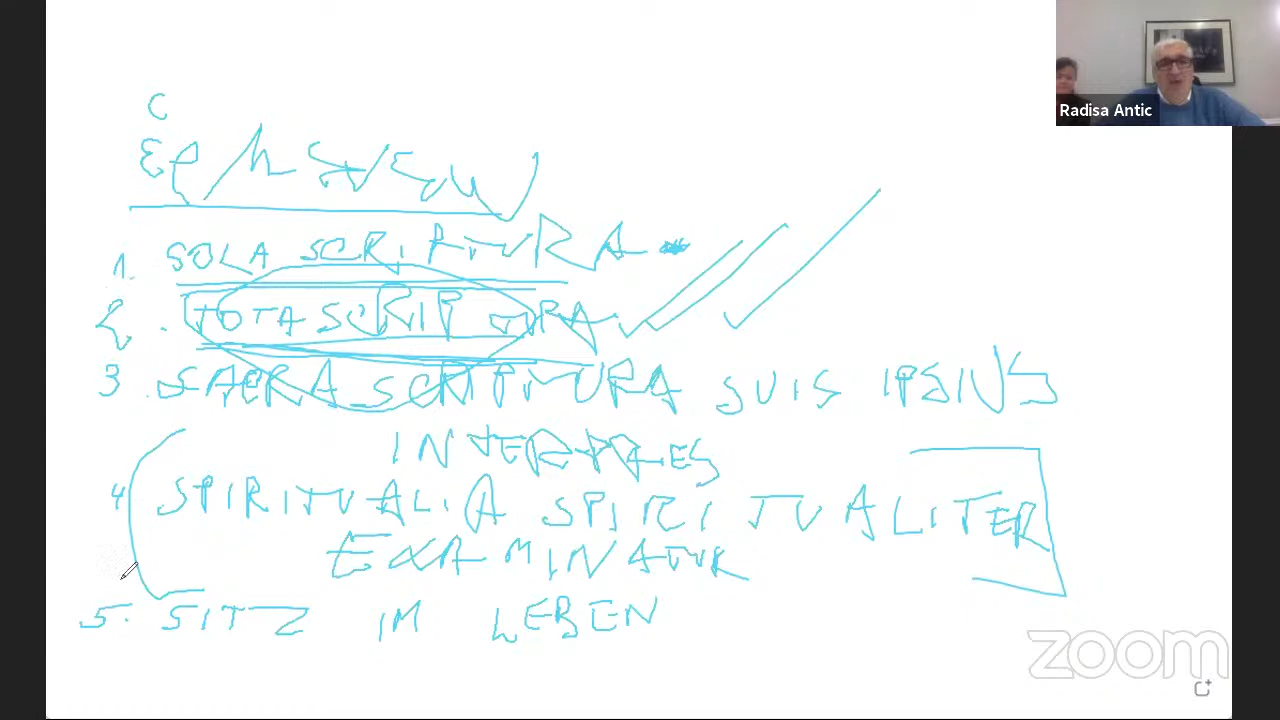 Radisa Antic
1. SOLA SCRIPTURA
2. TOTA SCRIPTURA
3. SACRA SCRIPTURA SUIS IPSIUS
INTERPRES
4 SPIRITUALIA SPIRITUALITER
EXAMINATUR
5. SITZ IM LEBEN
zoom